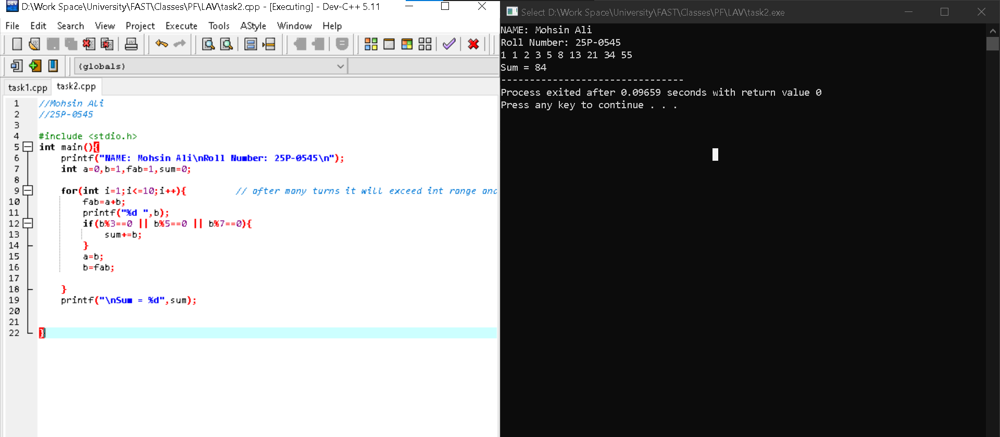 D:\Work Space\University\FAST\Classes\PF\LAV\task2.cpp - [Executing] - Dev-C++ 5.11
File Edit Search View Project Execute Tools AStyle Window Help
(globals)
task1.cpp task2.cpp
1 //Mohsin Ali
2 //25P-0545
3
4 #include <stdio.h>
5 int main(){
6 printf("NAME: Mohsin Ali\nRoll Number: 25P-0545\n");
7 int a=0,b=1,fab=1,sum=0;
8
9 for(int i=1;i<=10;i++){ // after many turns it will exceed int range and
10 fab=a+b;
11 printf("%d ",b);
12 if(b%3==0 || b%5==0 || b%7==0){
13 sum+=b;
14 }
15 a=b;
16 b=fab;
17
18 }
19 printf("\nSum = %d",sum);
20
21
22 }
Select D:\Work Space\University\FAST\Classes\PF\LAV\task2.exe
NAME: Mohsin Ali
Roll Number: 25P-0545
1 1 2 3 5 8 13 21 34 55
Sum = 84
--------------------------------
Process exited after 0.09659 seconds with return value 0
Press any key to continue . . .